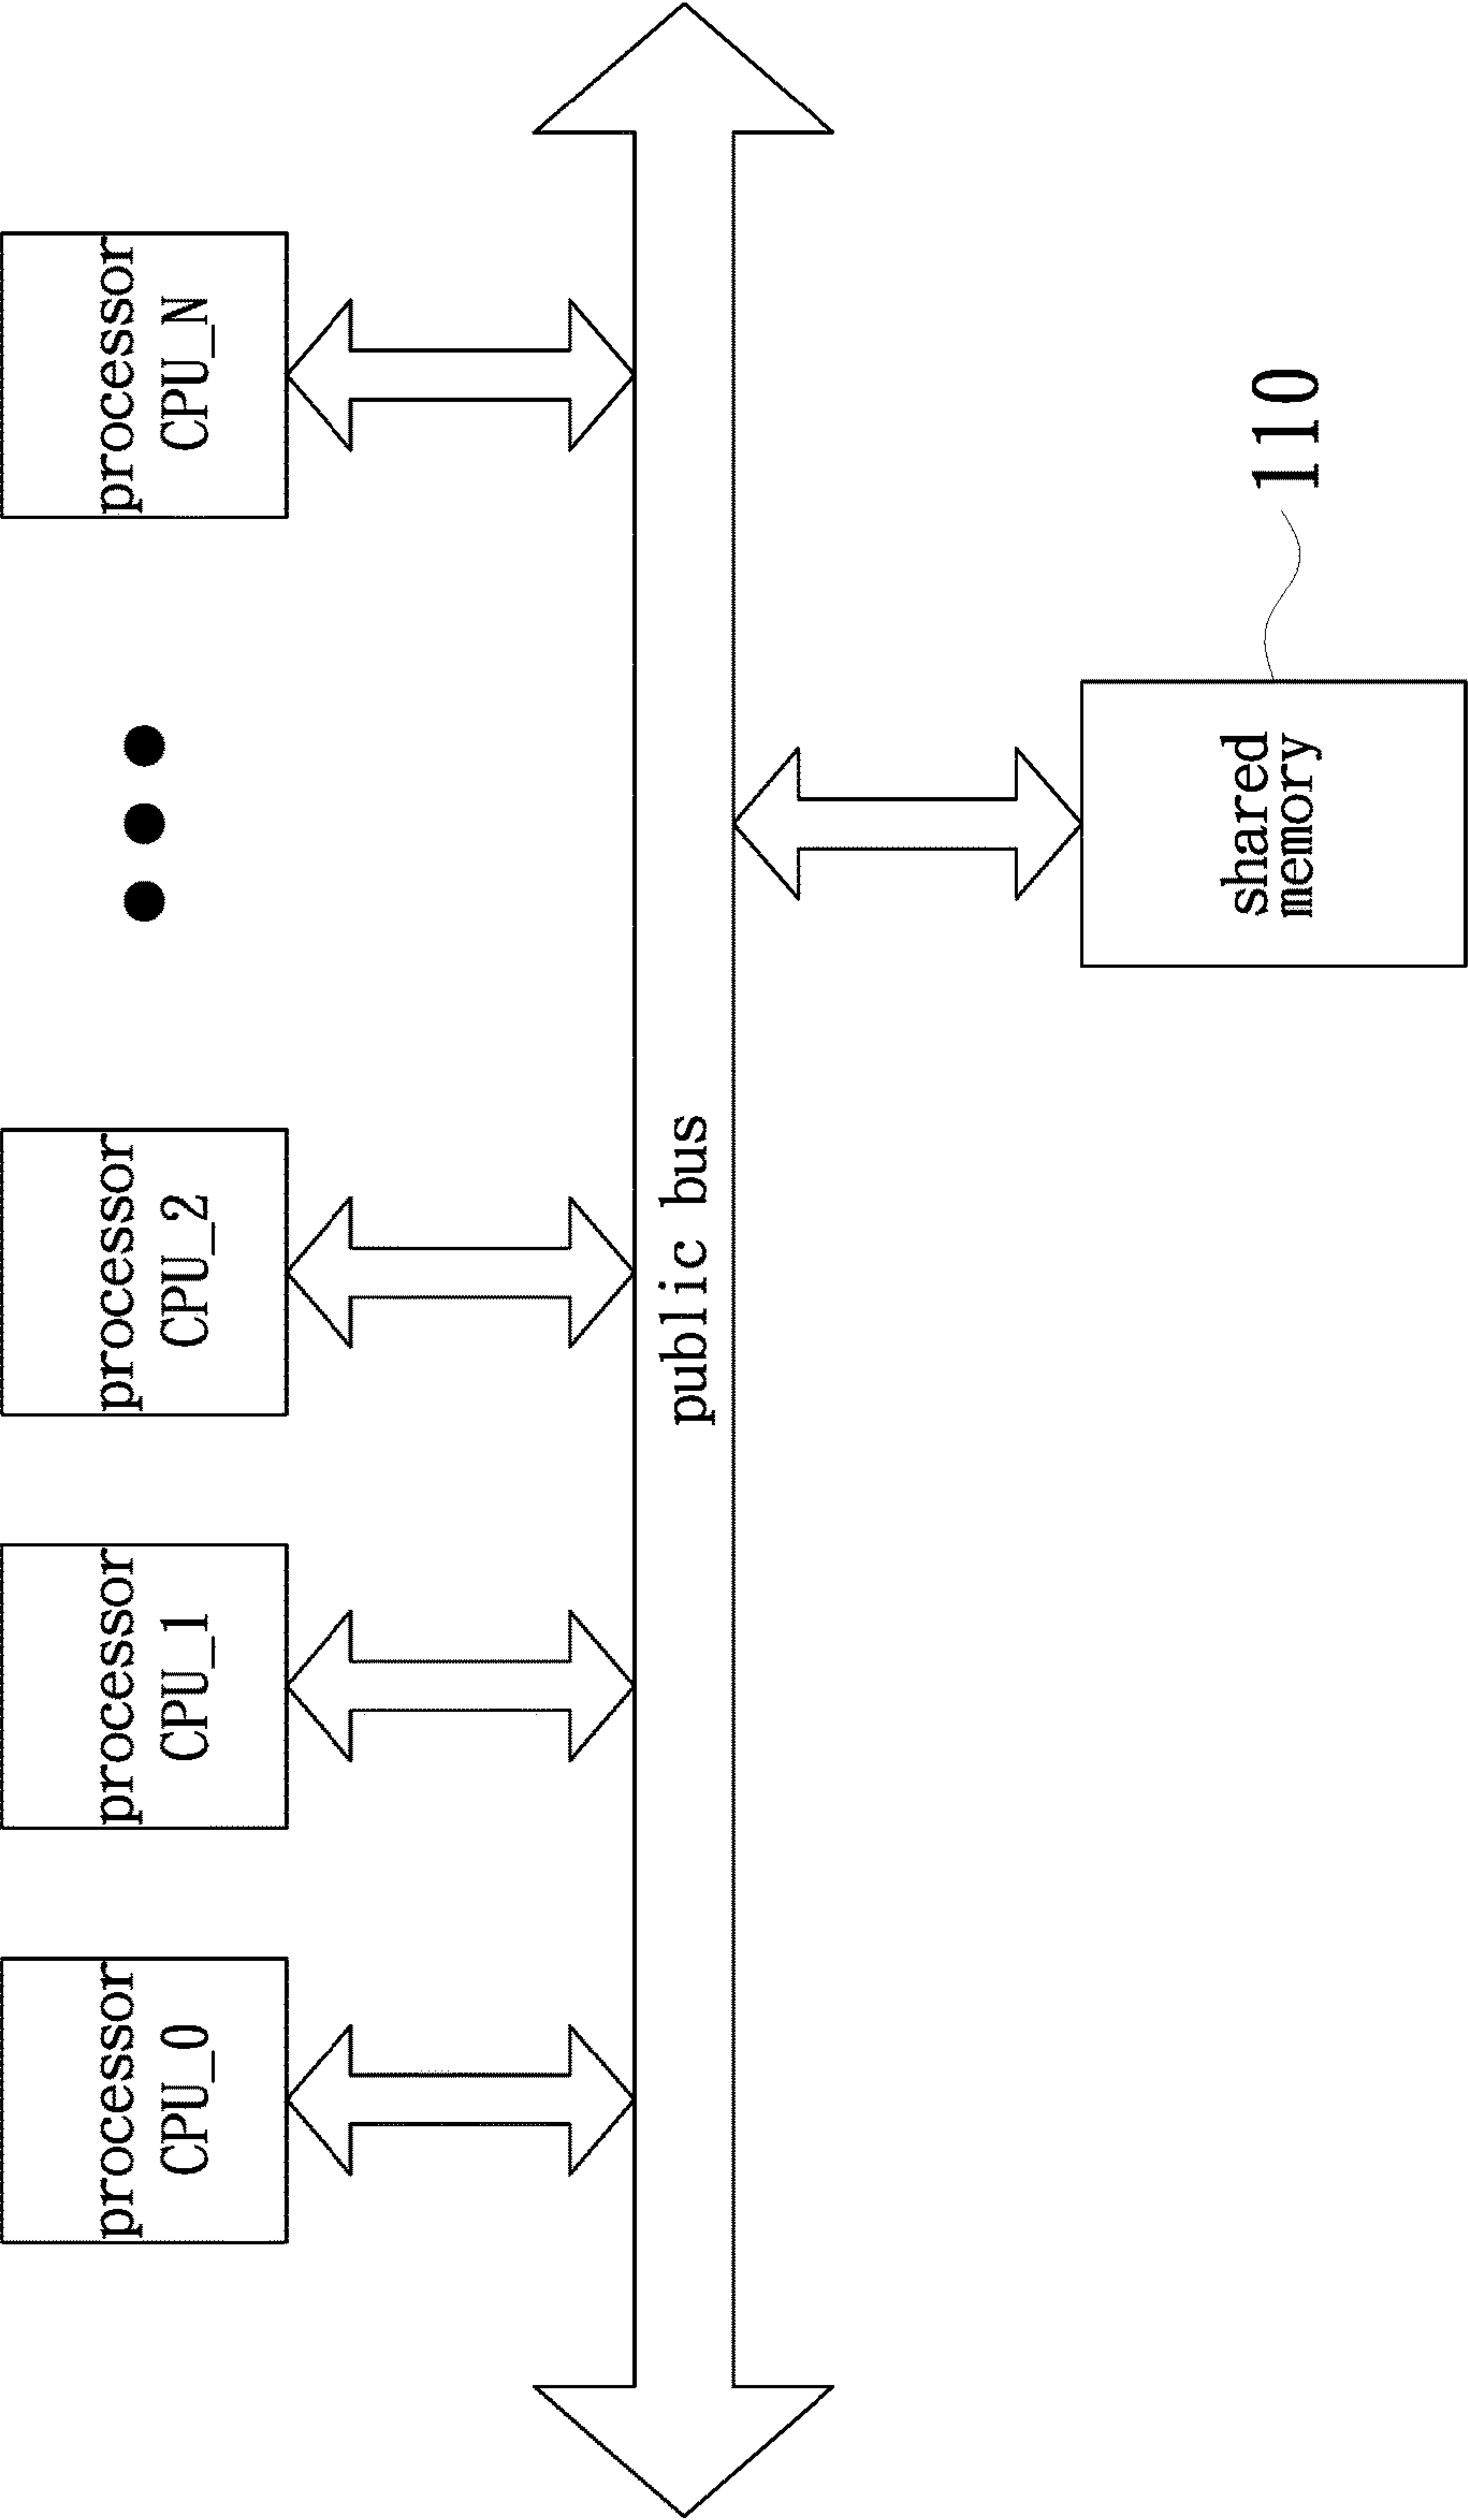 processor
CPU_0
processor
CPU_1
processor
CPU_2
processor
CPU_N
public bus
shared
memory
110